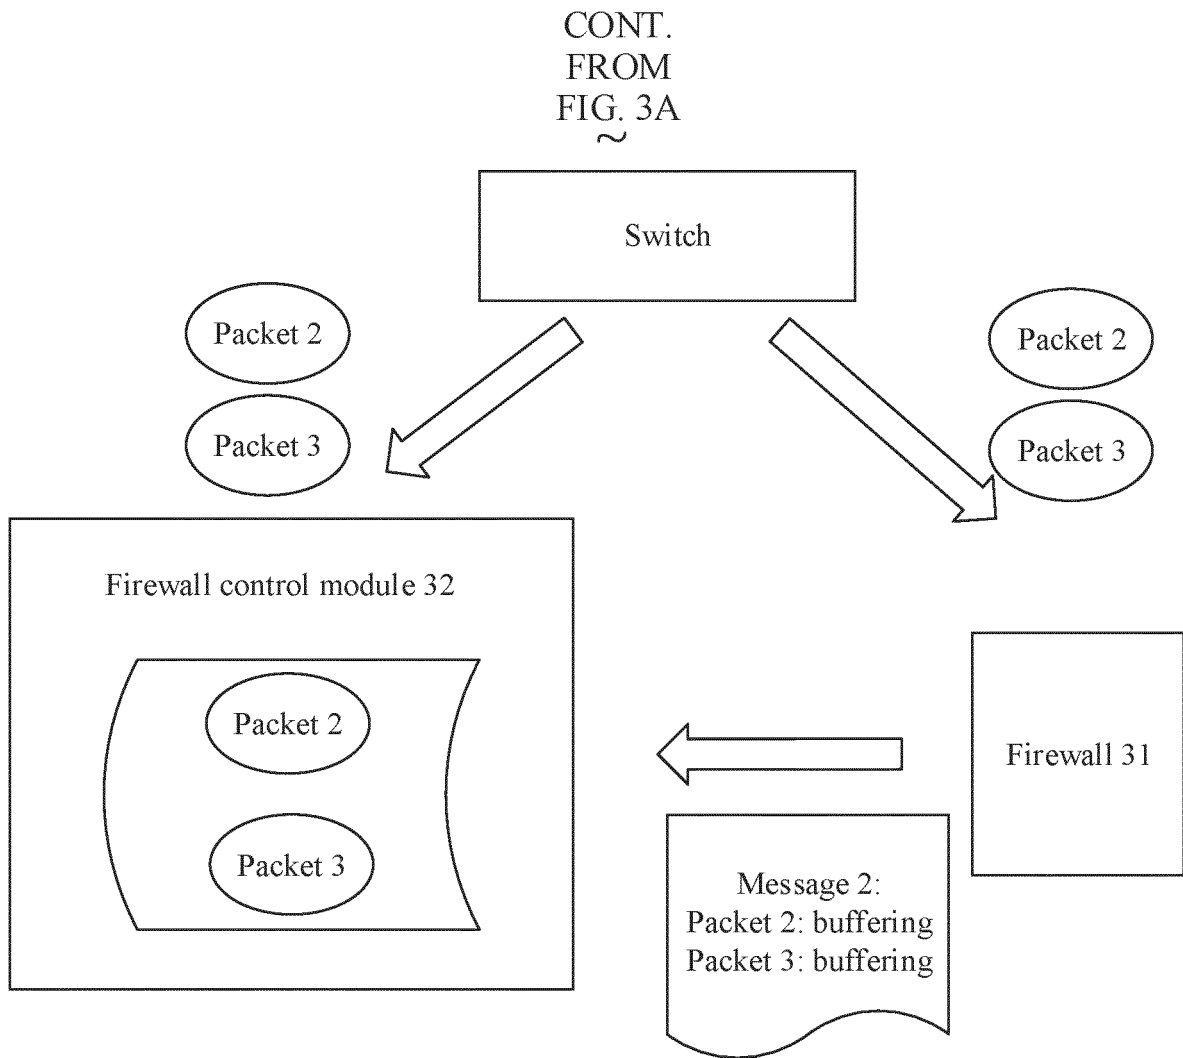 CONT.
FROM
FIG. 3A
~
Switch
Packet 2
Packet 3
Packet 2
Packet 3
Firewall control module 32
Packet 2
Packet 3
Firewall 31
Message 2:
Packet 2: buffering
Packet 3: buffering